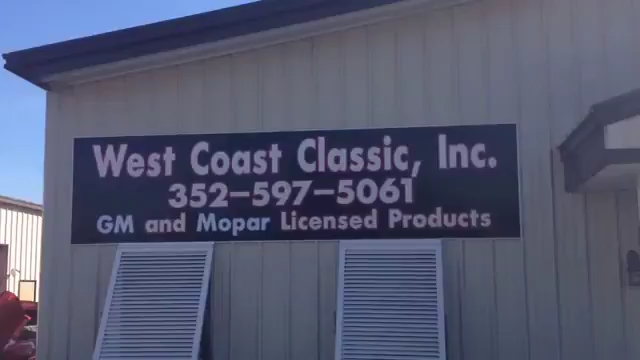 West Coast Classic, Inc.
352-597-5061
GM and Mopar Licensed Products